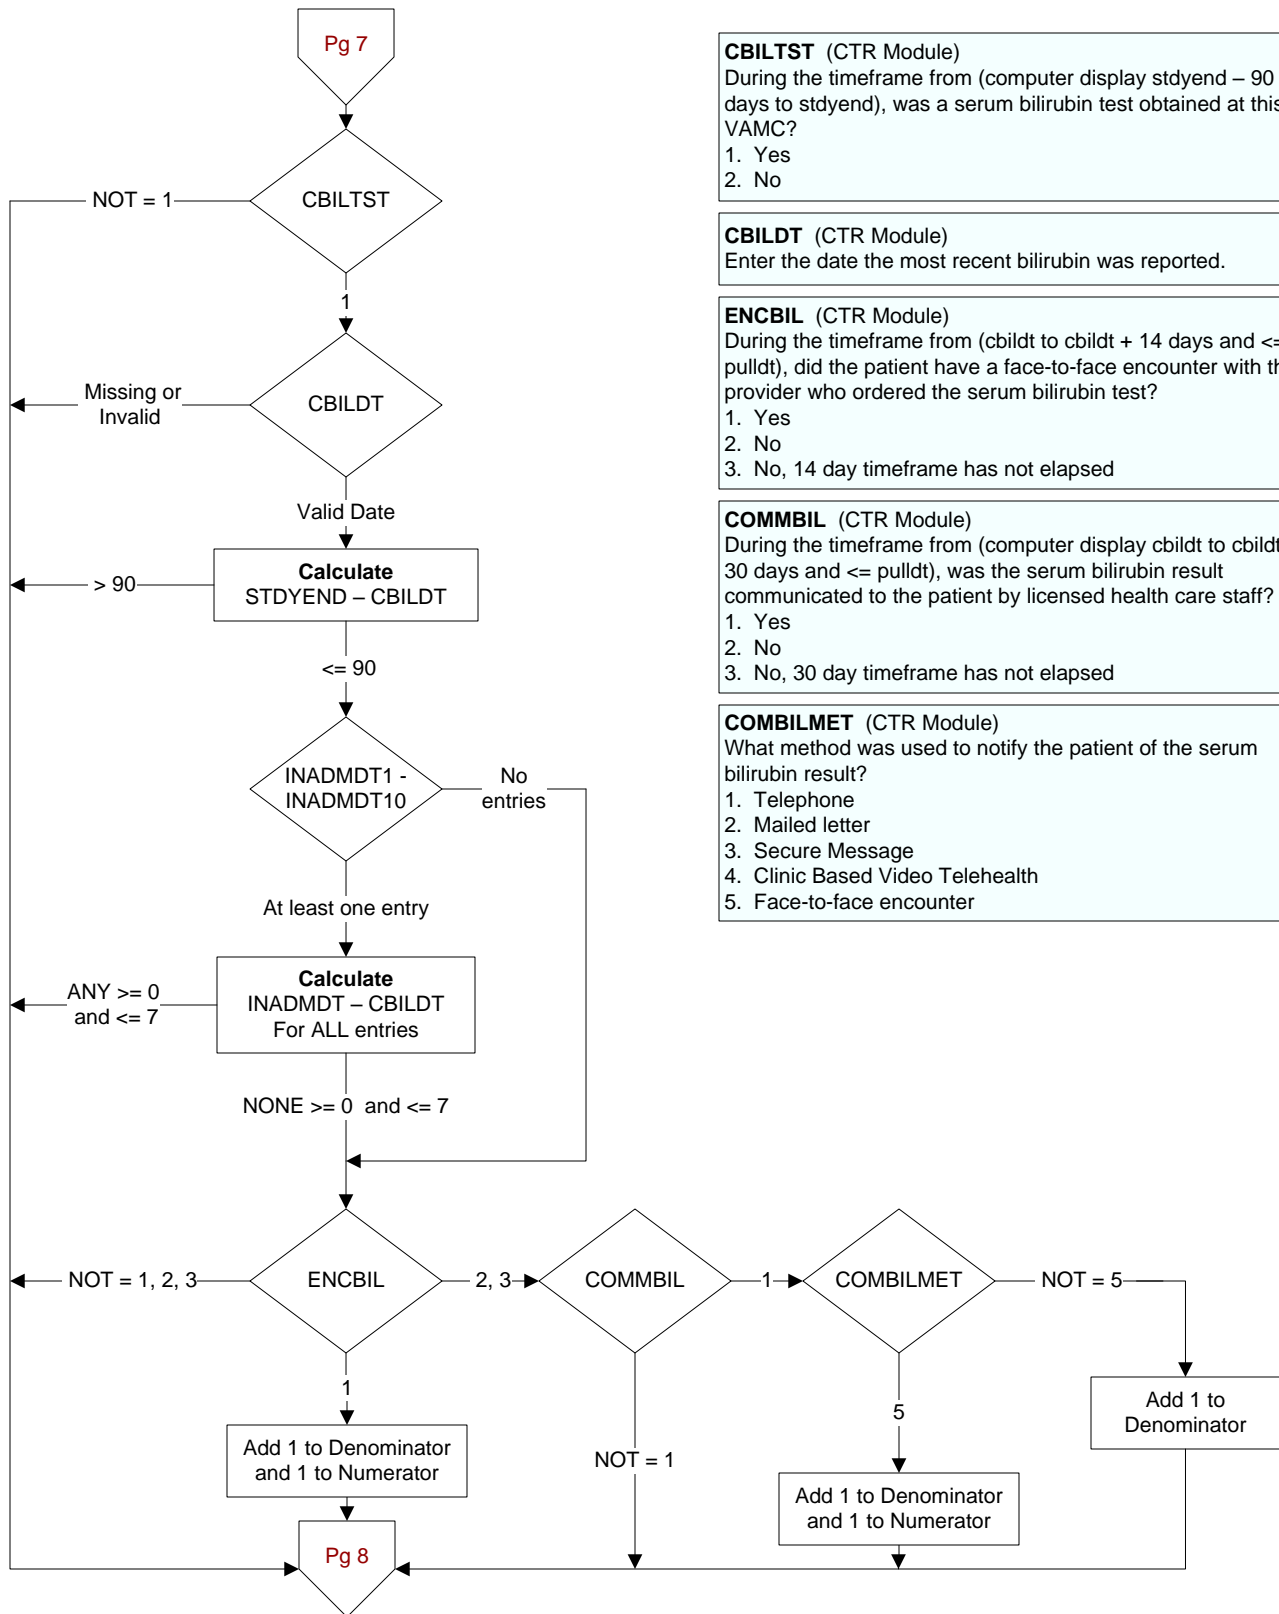 Pg 7
CBILTST
NOT = 1
1
CBILDT
Missing or
Invalid
Valid Date
Calculate
STDYEND – CBILDT
> 90
<= 90
INADMDT1 -
INADMDT10
No
entries
At least one entry
Calculate
INADMDT – CBILDT
For ALL entries
ANY >= 0
and <= 7
NONE >= 0 and <= 7
NOT = 1, 2, 3
ENCBIL
2, 3
COMMBIL
1
COMBILMET
NOT = 5
1
Add 1 to Denominator
and 1 to Numerator
NOT = 1
5
Add 1 to Denominator
and 1 to Numerator
Add 1 to
Denominator
Pg 8
CBILTST (CTR Module)
During the timeframe from (computer display stdyend – 90
days to stdyend), was a serum bilirubin test obtained at this
VAMC?
1. Yes
2. No
CBILDT (CTR Module)
Enter the date the most recent bilirubin was reported.
ENCBIL (CTR Module)
During the timeframe from (cbildt to cbildt + 14 days and <=
pulldt), did the patient have a face-to-face encounter with
provider who ordered the serum bilirubin test?
1. Yes
2. No
3. No, 14 day timeframe has not elapsed
COMMBIL (CTR Module)
During the timeframe from (computer display cbildt to cbildt
30 days and <= pulldt), was the serum bilirubin result
communicated to the patient by licensed health care staff?
1. Yes
2. No
3. No, 30 day timeframe has not elapsed
COMBILMET (CTR Module)
What method was used to notify the patient of the serum
bilirubin result?
1. Telephone
2. Mailed letter
3. Secure Message
4. Clinic Based Video Telehealth
5. Face-to-face encounter